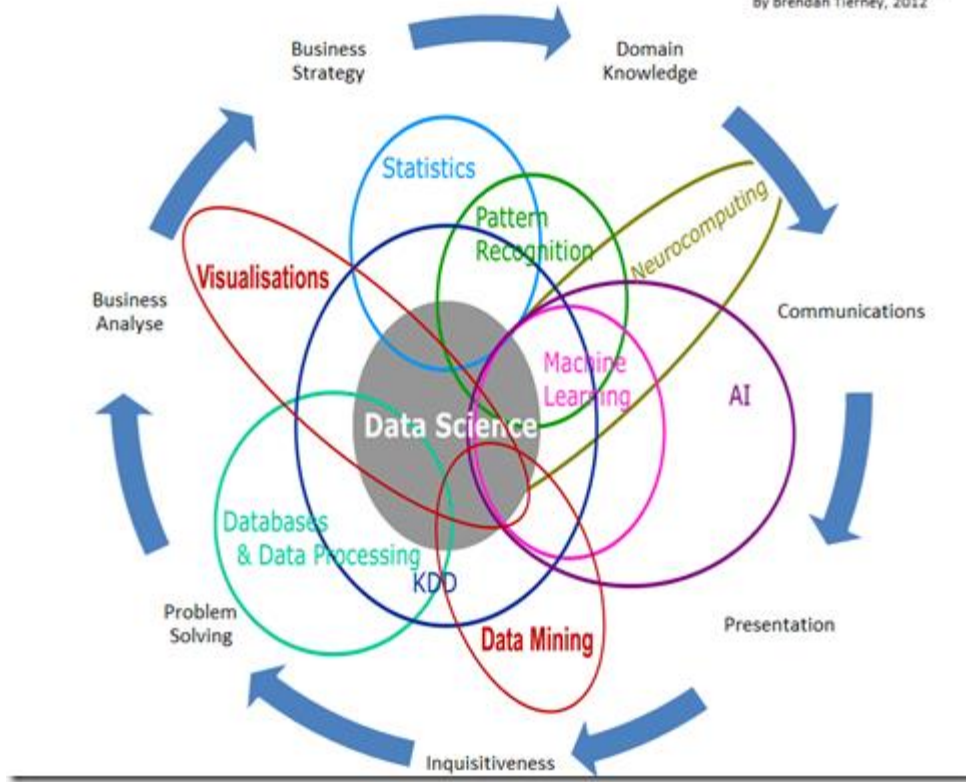 By Brendan Tierney, 2012
Business
Strategy
Domain
Knowledge
Statistics
Pattern
Recognition
Neurocomputing
Visualisations
Business
Analyse
Communications
Machine
Learning
AI
Data Science
Databases
& Data Processing
KDD
Problem
Solving
Data Mining
Presentation
Inquisitiveness